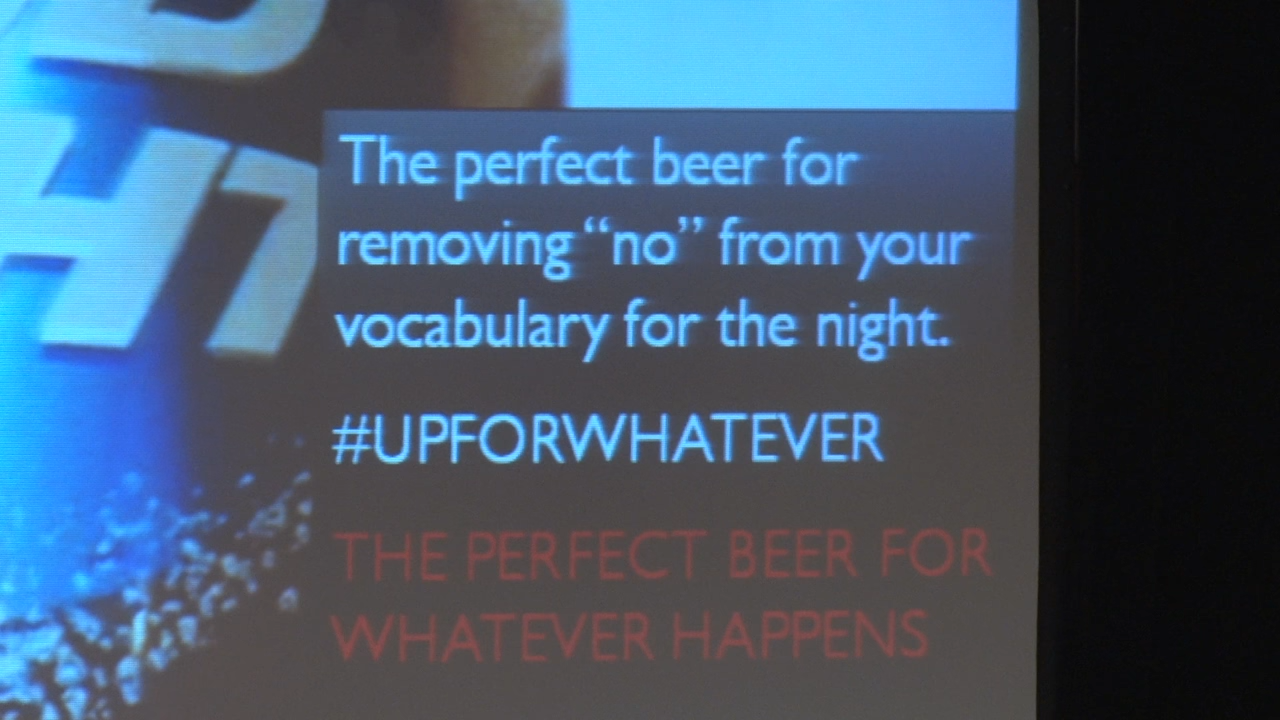 D
HT
The perfect beer for
removing “no” from your
vocabulary for the night.
#UPFORWHATEVER
THE PERFECT BEER FOR
WHATEVER HAPPENS